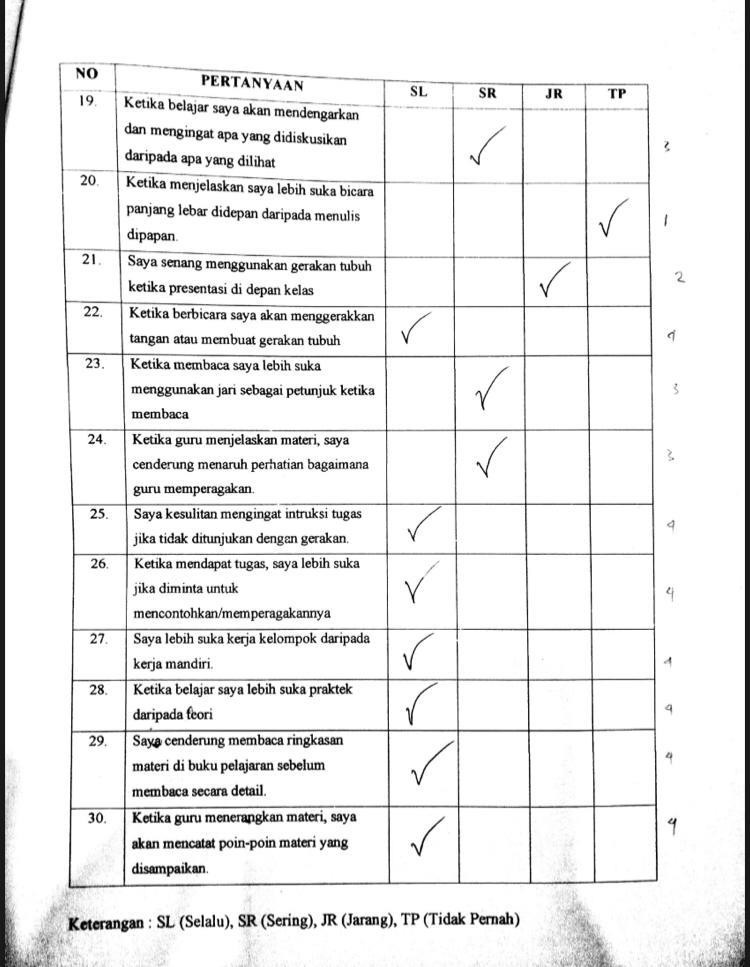 NO PERTANYAAN SL SR JR TP
19. Ketika belajar saya akan mendengarkan
dan mengingat apa yang didiskusikan
daripada apa yang dilihat ✓ 3
20. Ketika menjelaskan saya lebih suka bicara
panjang lebar didepan daripada menulis
dipapan. ✓ 1
21. Saya senang menggunakan gerakan tubuh
ketika presentasi di depan kelas ✓ 2
22. Ketika berbicara saya akan menggerakkan
tangan atau membuat gerakan tubuh ✓ 4
23. Ketika membaca saya lebih suka
menggunakan jari sebagai petunjuk ketika
membaca ✓ 3
24. Ketika guru menjelaskan materi, saya
cenderung menaruh perhatian bagaimana
guru memperagakan. ✓ 3
25. Saya kesulitan mengingat intruksi tugas
jika tidak ditunjukan dengan gerakan. ✓ 4
26. Ketika mendapat tugas, saya lebih suka
jika diminta untuk
mencontohkan/memperagakannya ✓ 4
27. Saya lebih suka kerja kelompok daripada
kerja mandiri. ✓ 4
28. Ketika belajar saya lebih suka praktek
daripada teori ✓ 4
29. Saya cenderung membaca ringkasan
materi di buku pelajaran sebelum
membaca secara detail. ✓ 4
30. Ketika guru menerangkan materi, saya
akan mencatat poin-poin materi yang
disampaikan. ✓ 4
Keterangan : SL (Selalu), SR (Sering), JR (Jarang), TP (Tidak Pernah)